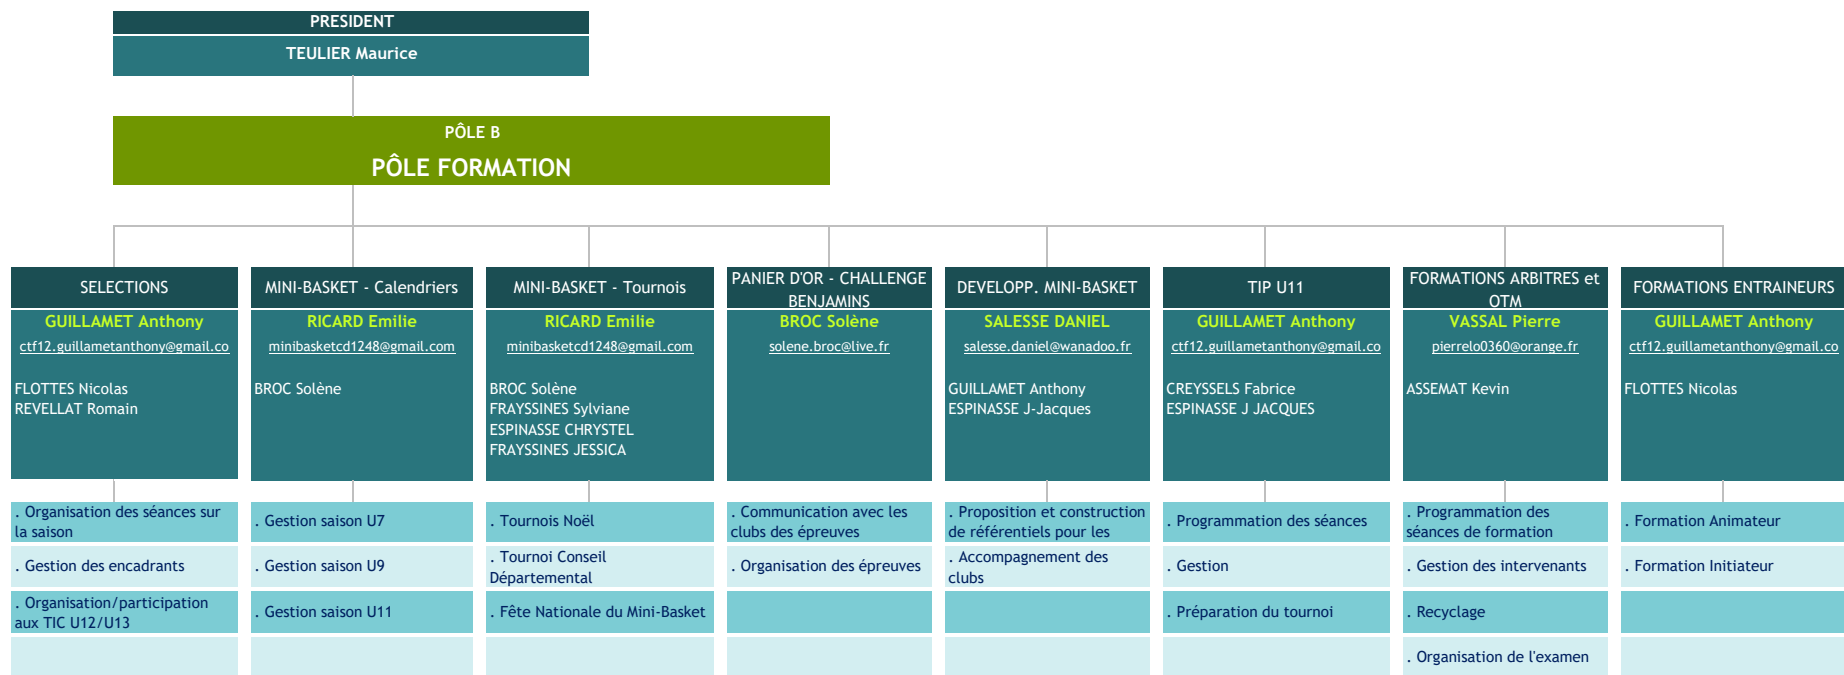 PRESIDENT
TEULIER Maurice
PÔLE B
PÔLE FORMATION
SELECTIONS
GUILLAMET Anthony
ctf12.guillametanthony@gmail.co
FLOTTES Nicolas
REVELLAT Romain
. Organisation des séances sur
la saison
. Gestion des encadrants
. Organisation/participation
aux TIC U12/U13
MINI-BASKET - Calendriers
RICARD Emilie
minibasketcd1248@gmail.com
BROC Solène
. Gestion saison U7
. Gestion saison U9
. Gestion saison U11
MINI-BASKET - Tournois
RICARD Emilie
minibasketcd1248@gmail.com
BROC Solène
FRAYSSINES Sylviane
ESPINASSE CHRYSTEL
FRAYSSINES JESSICA
. Tournois Noël
. Tournoi Conseil
Départemental
. Fête Nationale du Mini-Basket
PANIER D'OR - CHALLENGE
BENJAMINS
BROC Solène
solene.broc@live.fr
. Communication avec les
clubs des épreuves
. Organisation des épreuves
DEVELOPP. MINI-BASKET
SALESSE DANIEL
salesse.daniel@wanadoo.fr
GUILLAMET Anthony
ESPINASSE J-Jacques
. Proposition et construction
de référentiels pour les
. Accompagnement des
clubs
TIP U11
GUILLAMET Anthony
ctf12.guillametanthony@gmail.co
CREYSSELS Fabrice
ESPINASSE J JACQUES
. Programmation des séances
. Gestion
. Préparation du tournoi
FORMATIONS ARBITRES et
OTM
VASSAL Pierre
pierrelo0360@orange.fr
ASSEMAT Kevin
. Programmation des
séances de formation
. Gestion des intervenants
. Recyclage
. Organisation de l'examen
FORMATIONS ENTRAINEURS
GUILLAMET Anthony
ctf12.guillametanthony@gmail.co
FLOTTES Nicolas
. Formation Animateur
. Formation Initiateur